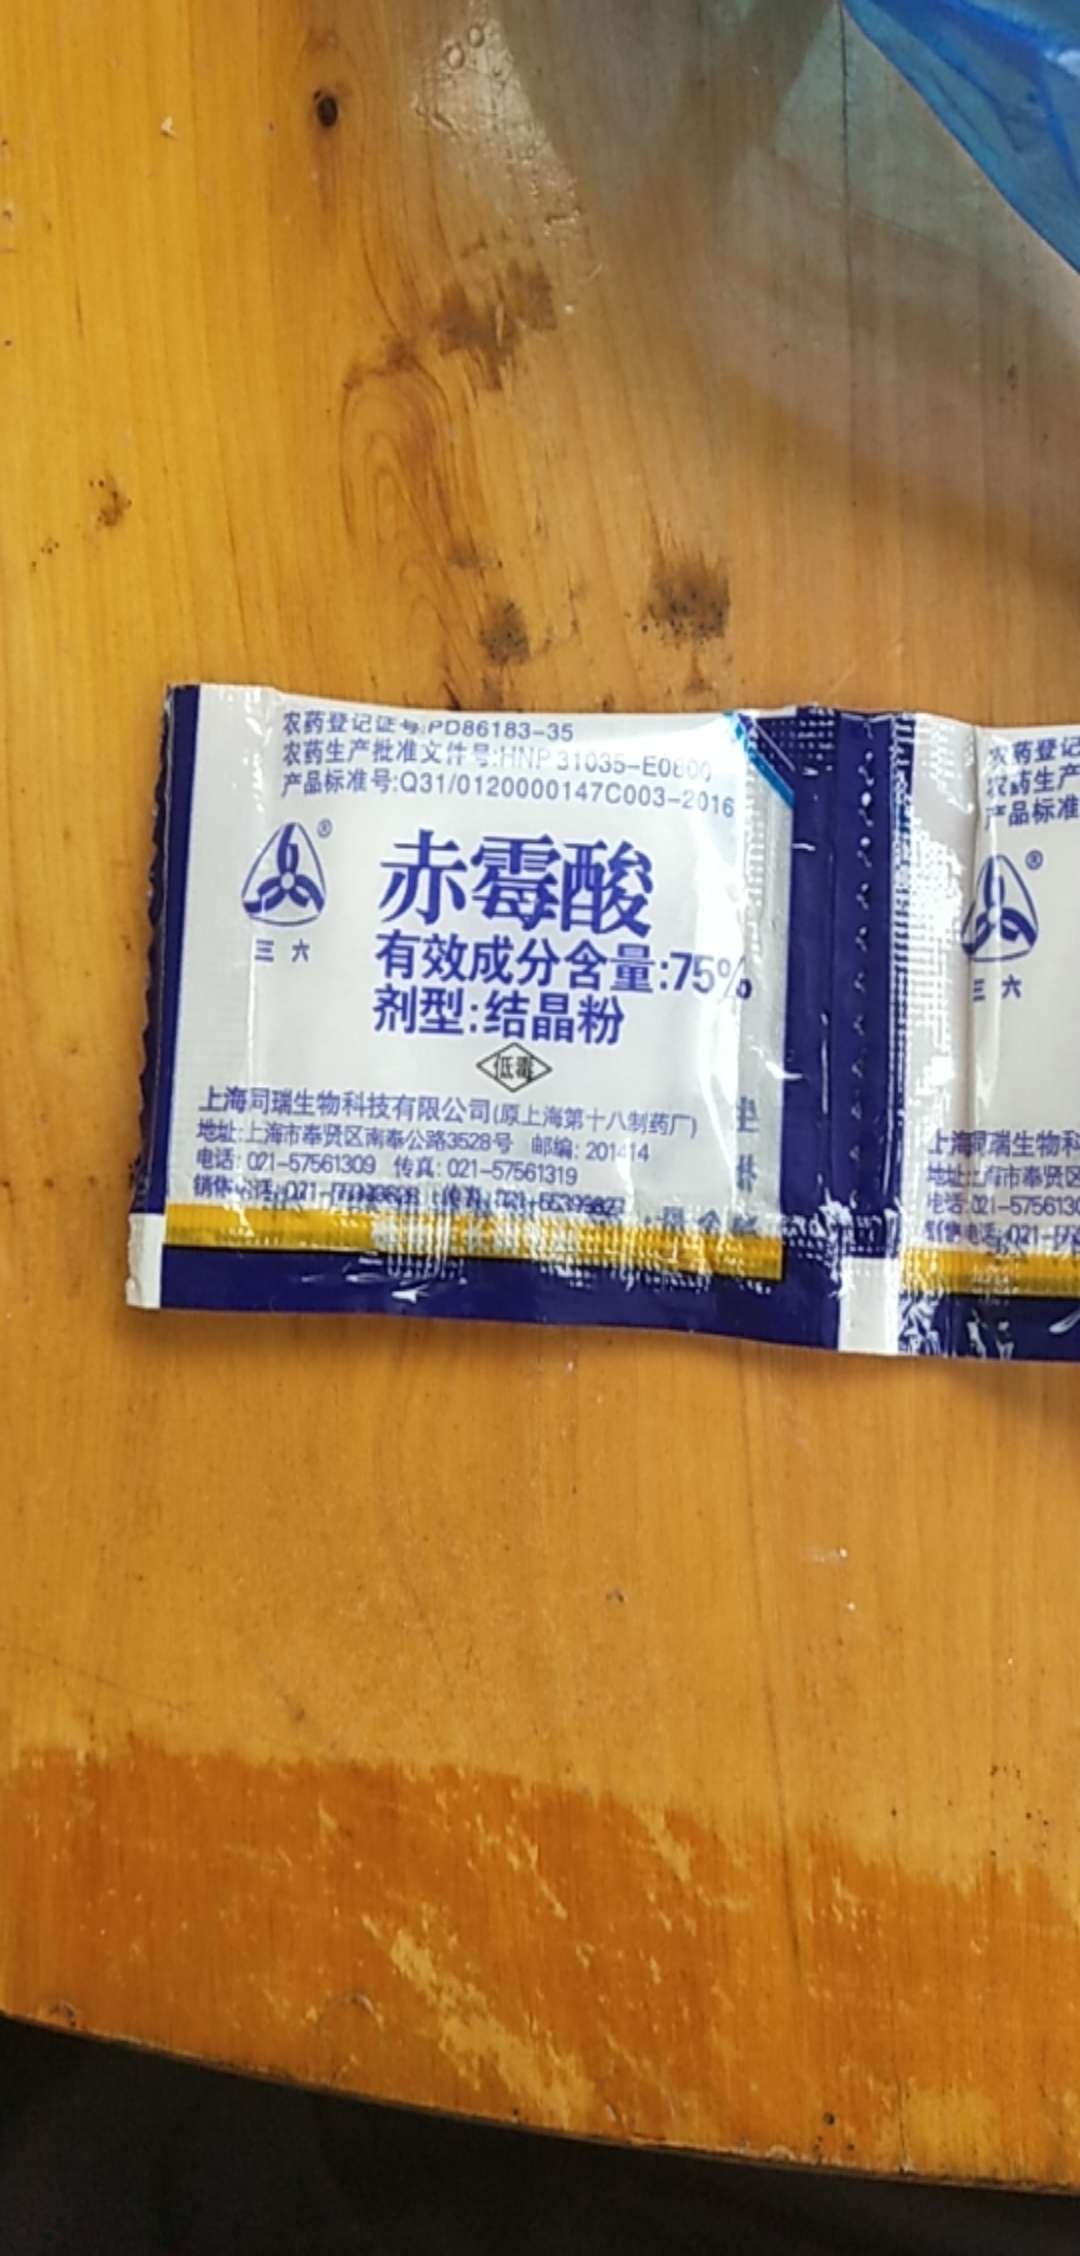 农药登记证号:PD86183-35
农药生产批准文件号:HNP 31035-E0800
产品标准号:Q31/0120000147C003-2016
®
三六
赤霉酸
有效成分含量:75%
剂型:结晶粉
低毒
上海同瑞生物科技有限公司(原上海第十八制药厂)
地址:上海市奉贤区南奉公路3528号 邮编: 201414
电话: 021-57561309 传真: 021-57561319
农药登记
农药生产
产品标准
®
三六
上海同瑞生物科
地址:上海市奉贤区
电话:021-5756130
销售电话:021-